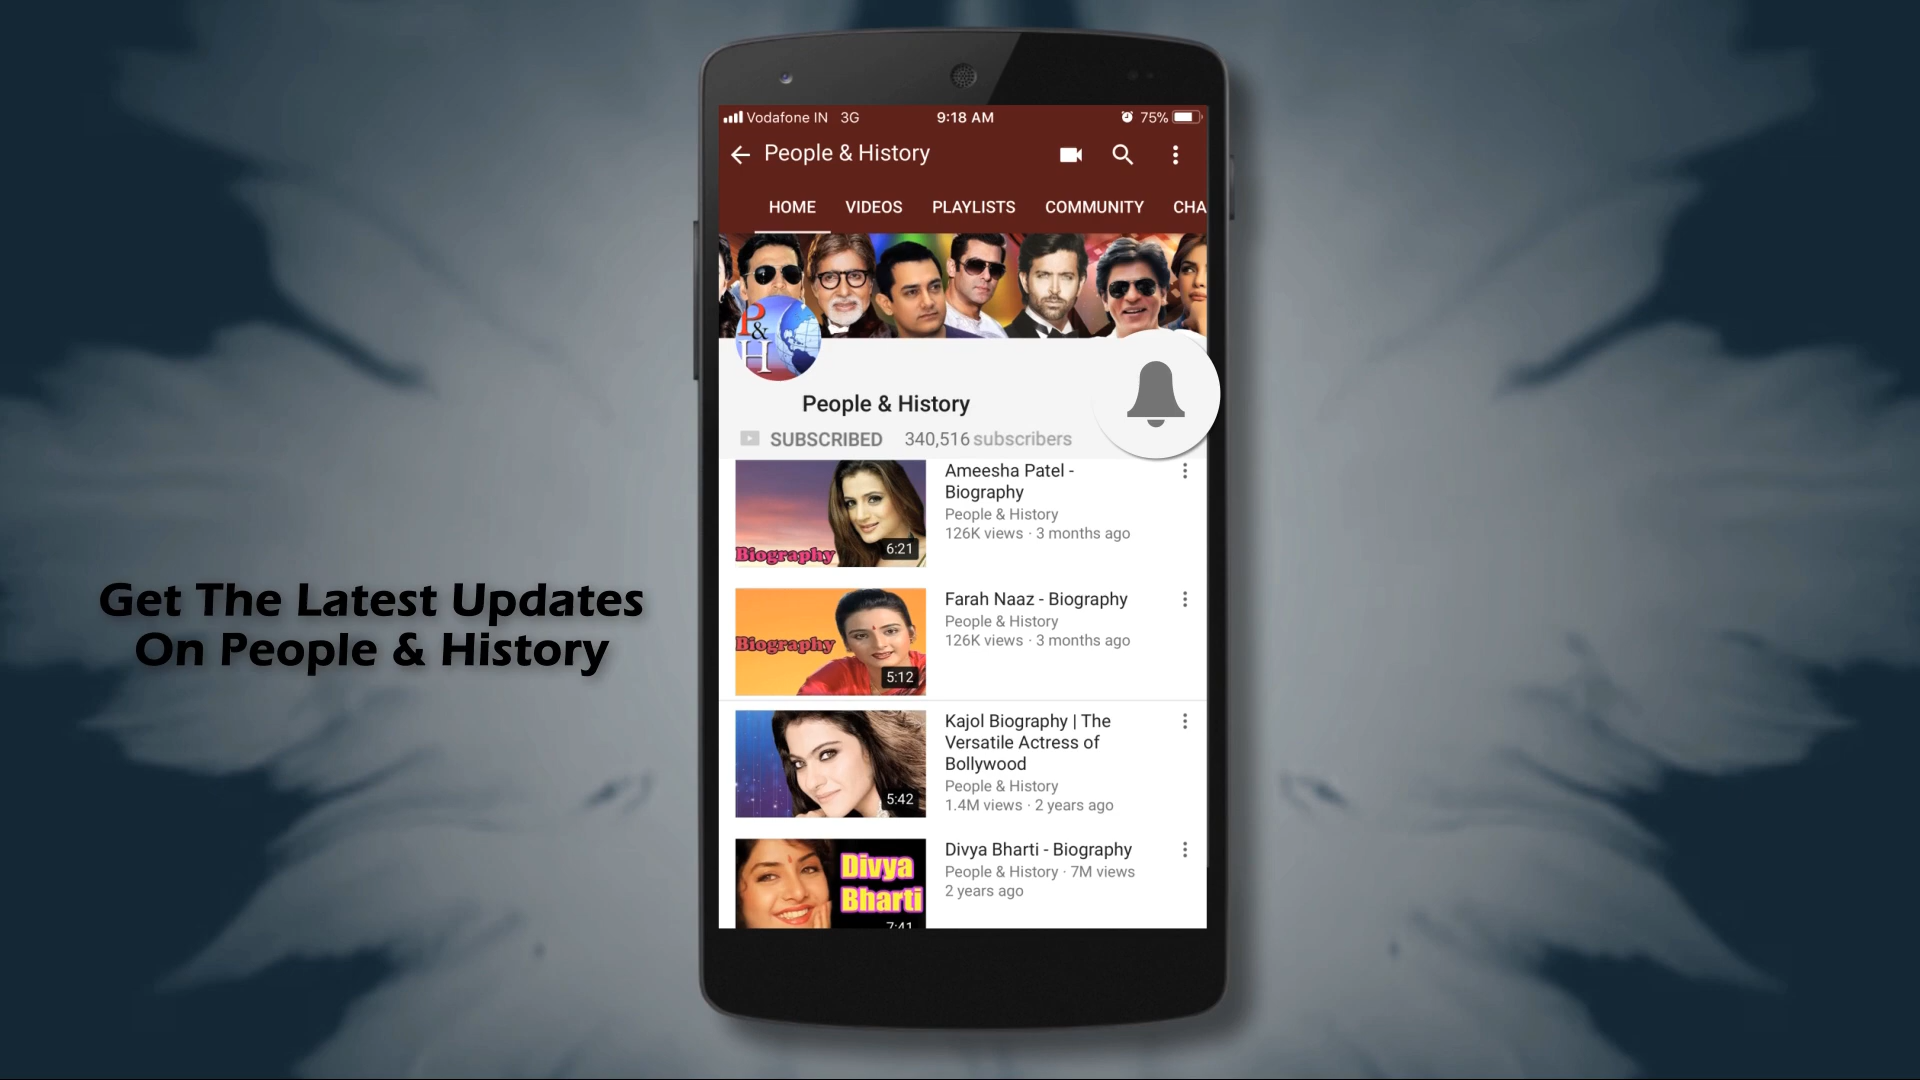 Vodafone IN 3G 9:18 AM 75%
People & History
HOME VIDEOS PLAYLISTS COMMUNITY CHA
P
&
H
People & History
SUBSCRIBED 340,516 subscribers
Ameesha Patel -
Biography
People & History
126K views · 3 months ago
Biography
6:21
Farah Naaz - Biography
People & History
126K views · 3 months ago
Biography
5:12
Kajol Biography | The
Versatile Actress of
Bollywood
People & History
1.4M views · 2 years ago
5:42
Divya Bharti - Biography
People & History · 7M views
2 years ago
Divya
Bharti
7:41
Get The Latest Updates
On People & History